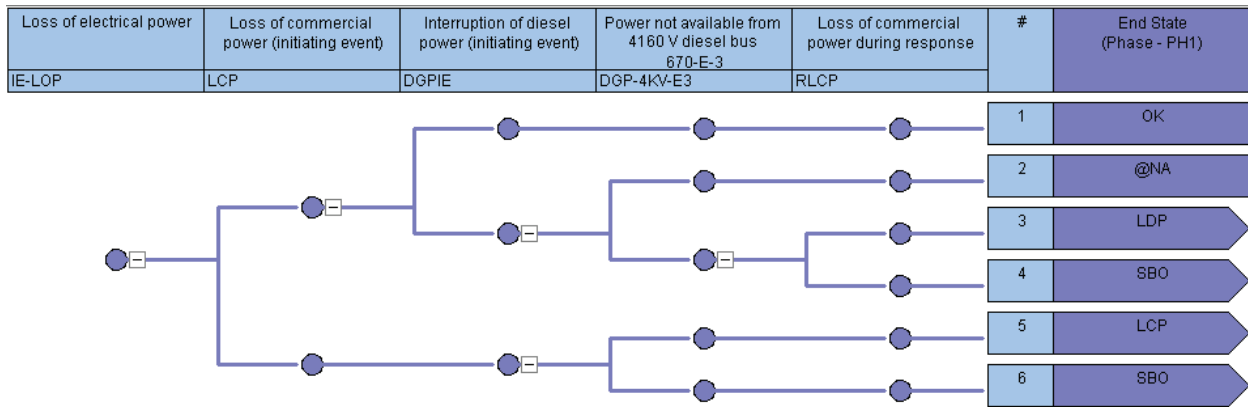 Loss of electrical power
IE-LOP
Loss of commercial
power (initiating event)
LCP
Interruption of diesel
power (initiating event)
DGPIE
Power not available from
4160 V diesel bus
670-E-3
DGP-4KV-E3
Loss of commercial
power during response
RLCP
#
End State
(Phase - PH1)
1
OK
2
@NA
3
LDP
4
SBO
5
LCP
6
SBO